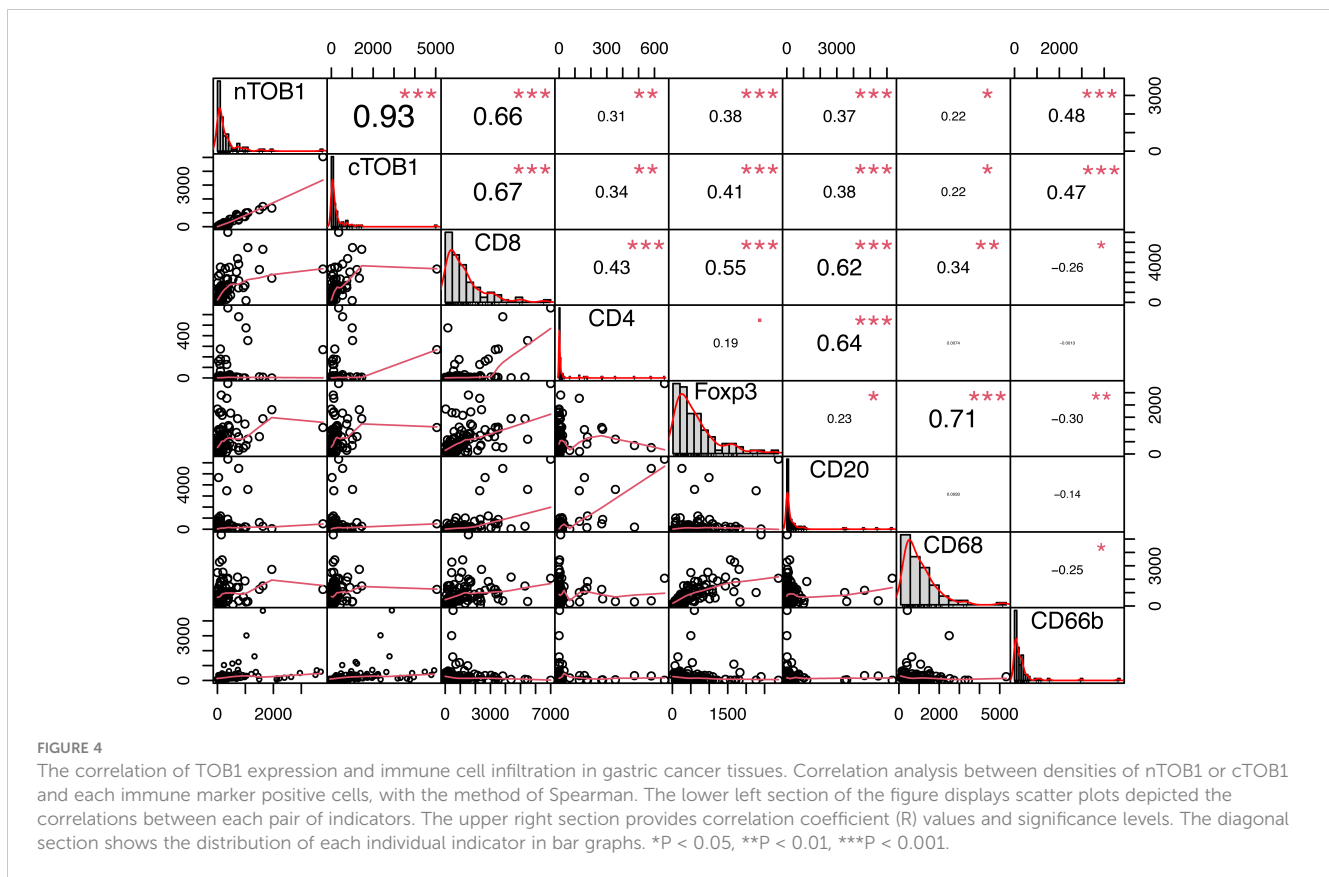 0 2000 5000 0 300 600 0 3000 0 2000
nTOB1 0.93 *** 0.66 *** 0.31 ** 0.38 *** 0.37 *** 0.22 * 0.48 *** 0 3000
0 3000 cTOB1 0.67 *** 0.34 ** 0.41 *** 0.38 *** 0.22 * 0.47 ***
CD8 0.43 *** 0.55 *** 0.62 *** 0.34 ** −0.26 * 0 4000
0 400 CD4 0.19 . 0.64 *** 0.0074
Foxp3 0.23 * 0.71 *** −0.30 ** 0 2000
0 4000 CD20 −0.14
CD68 −0.25 * 0 3000
0 3000 CD66b
0 2000 0 3000 7000 0 1500 0 2000 5000
FIGURE 4
The correlation of TOB1 expression and immune cell infiltration in gastric cancer tissues. Correlation analysis between densities of nTOB1 or cTOB1
and each immune marker positive cells, with the method of Spearman. The lower left section of the figure displays scatter plots depicted the
correlations between each pair of indicators. The upper right section provides correlation coefficient (R) values and significance levels. The diagonal
section shows the distribution of each individual indicator in bar graphs. *P < 0.05, **P < 0.01, ***P < 0.001.